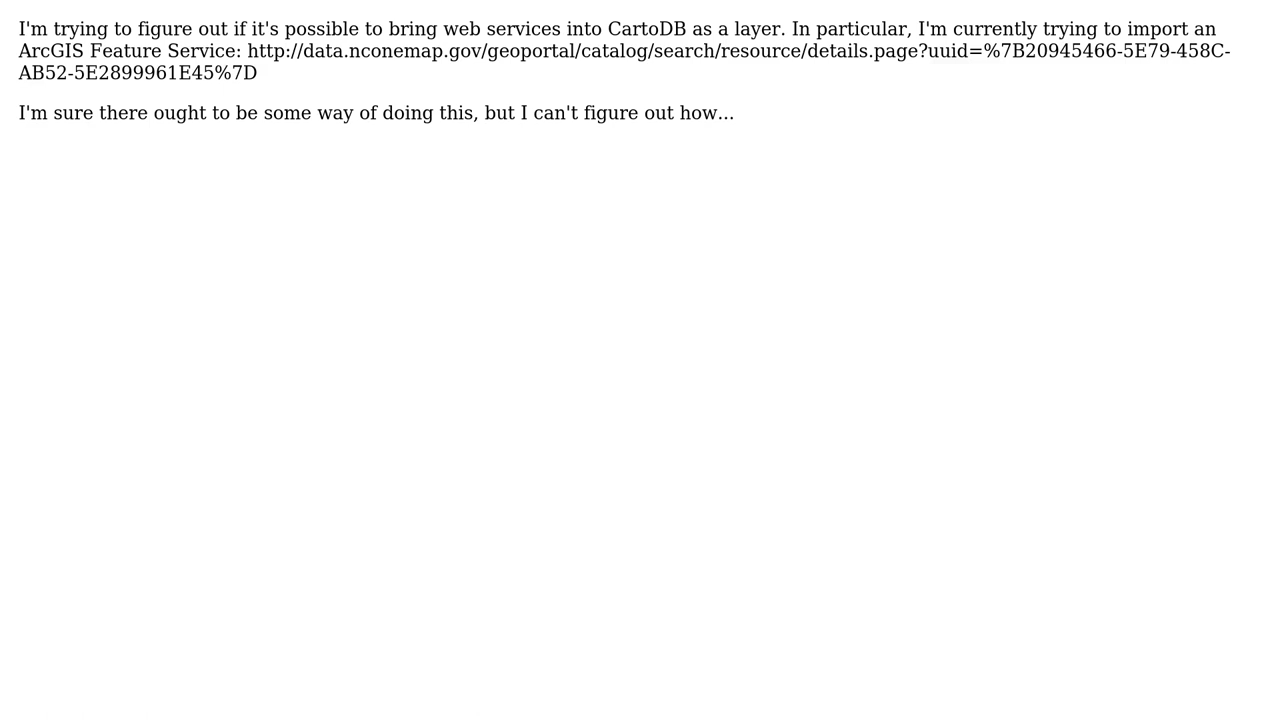 I'm trying to figure out if it's possible to bring web services into CartoDB as a layer. In particular, I'm currently trying to import an
ArcGIS Feature Service: http://data.nconemap.gov/geoportal/catalog/search/resource/details.page?uuid=%7B20945466-5E79-458C-
AB52-5E2899961E45%7D
I'm sure there ought to be some way of doing this, but I can't figure out how...